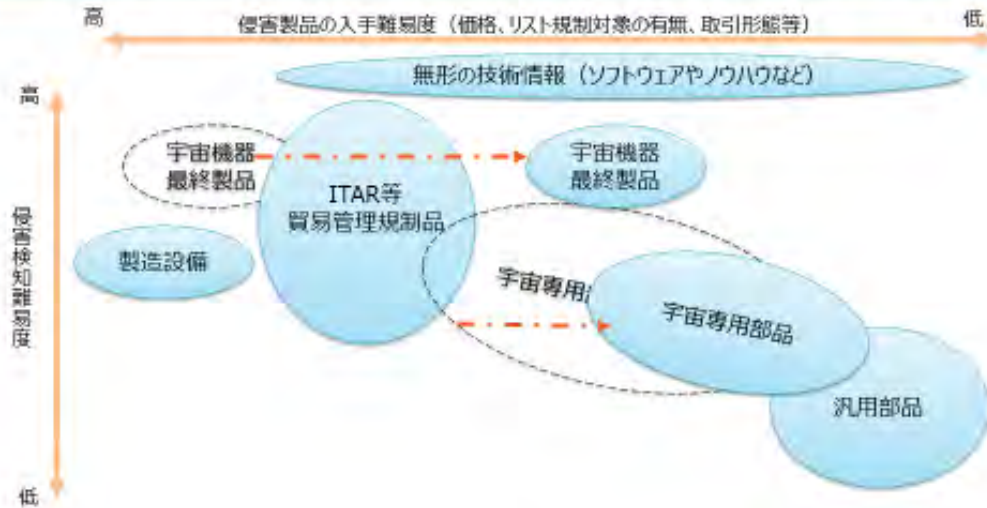 高
侵害製品の入手難易度（価格、リスト規制対象の有無、取引形態等）
低
高
無形の技術情報（ソフトウェアやノウハウなど）
宇宙機器
最終製品
宇宙機器
最終製品
ITAR等
貿易管理規制品
侵害検知難易度
製造設備
宇宙専用
宇宙専用部品
汎用部品
低